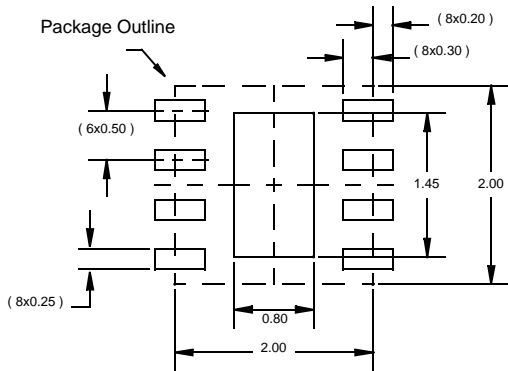 ( 8x0.20 )
Package Outline
( 8x0.30 )
( 6x0.50 )
1.45
2.00
( 8x0.25 )
0.80
2.00